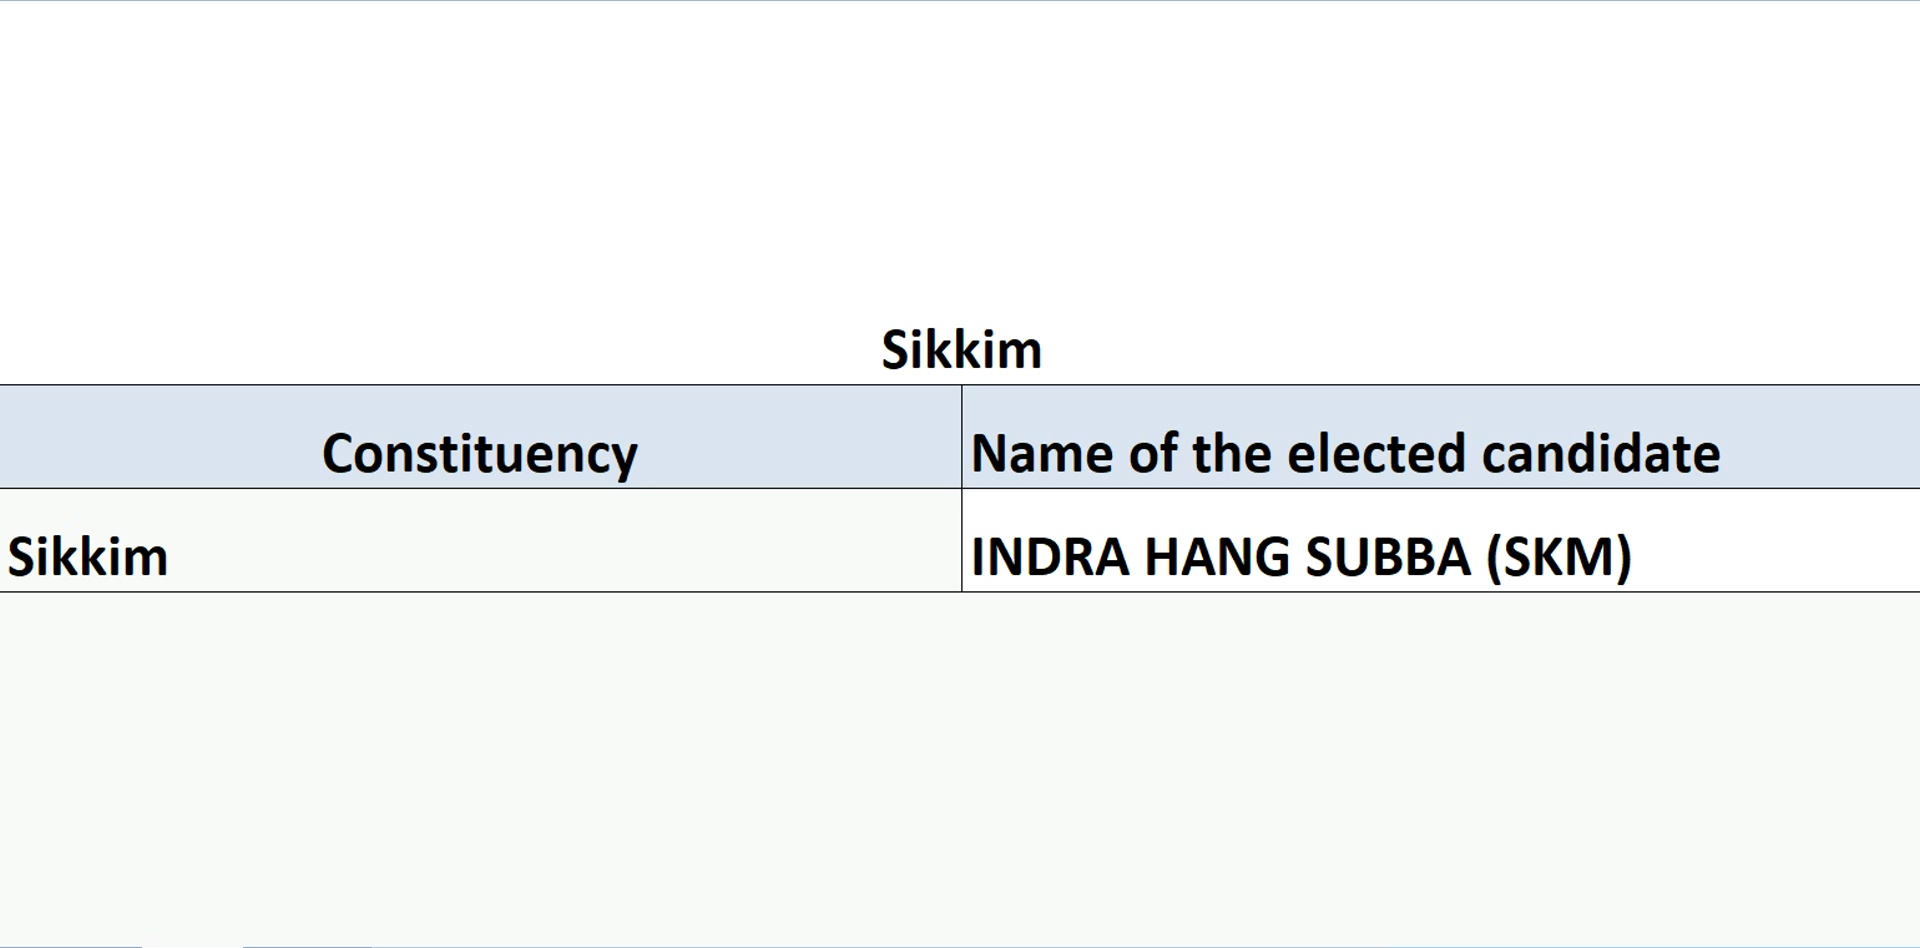 Sikkim
Constituency Name of the elected candidate
Sikkim INDRA HANG SUBBA (SKM)